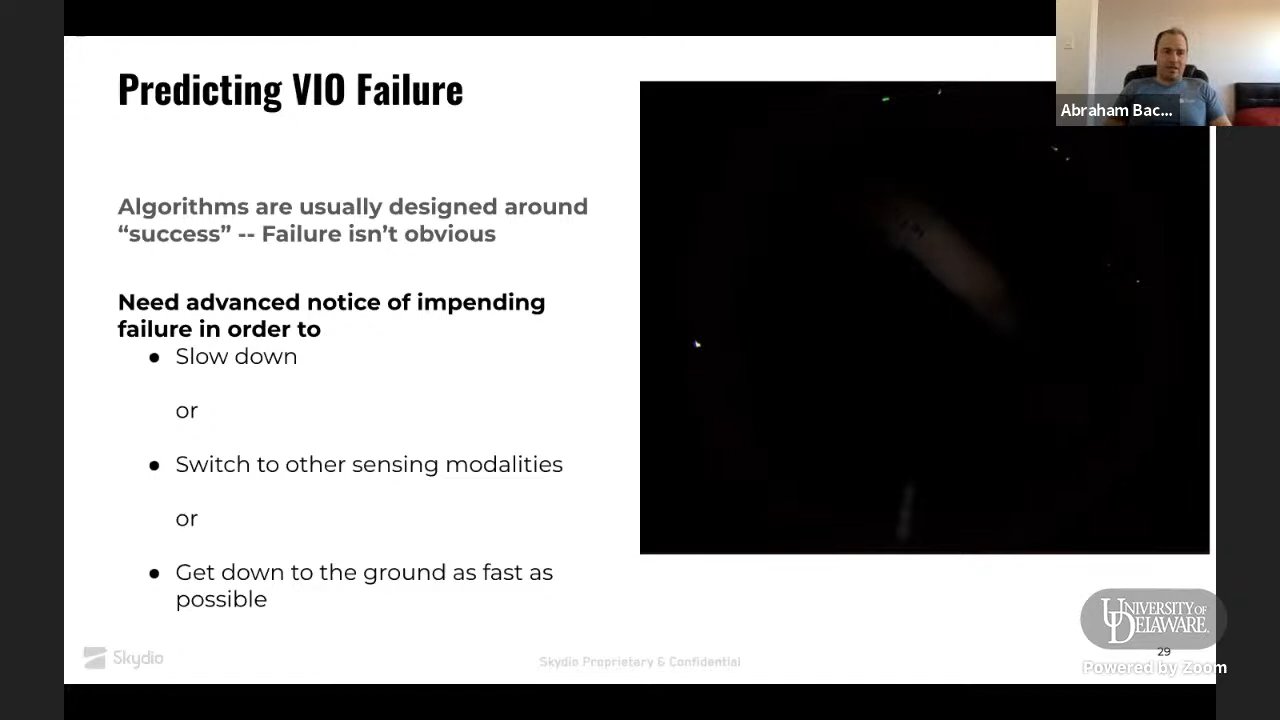 Predicting VIO Failure
Abraham Bac...
Algorithms are usually designed around
“success” -- Failure isn’t obvious
Need advanced notice of impending
failure in order to
● Slow down
or
● Switch to other sensing modalities
or
● Get down to the ground as fast as
possible
Skydio
Skydio Proprietary & Confidential
UNIVERSITY OF
DELAWARE
29
Powered by Zoom